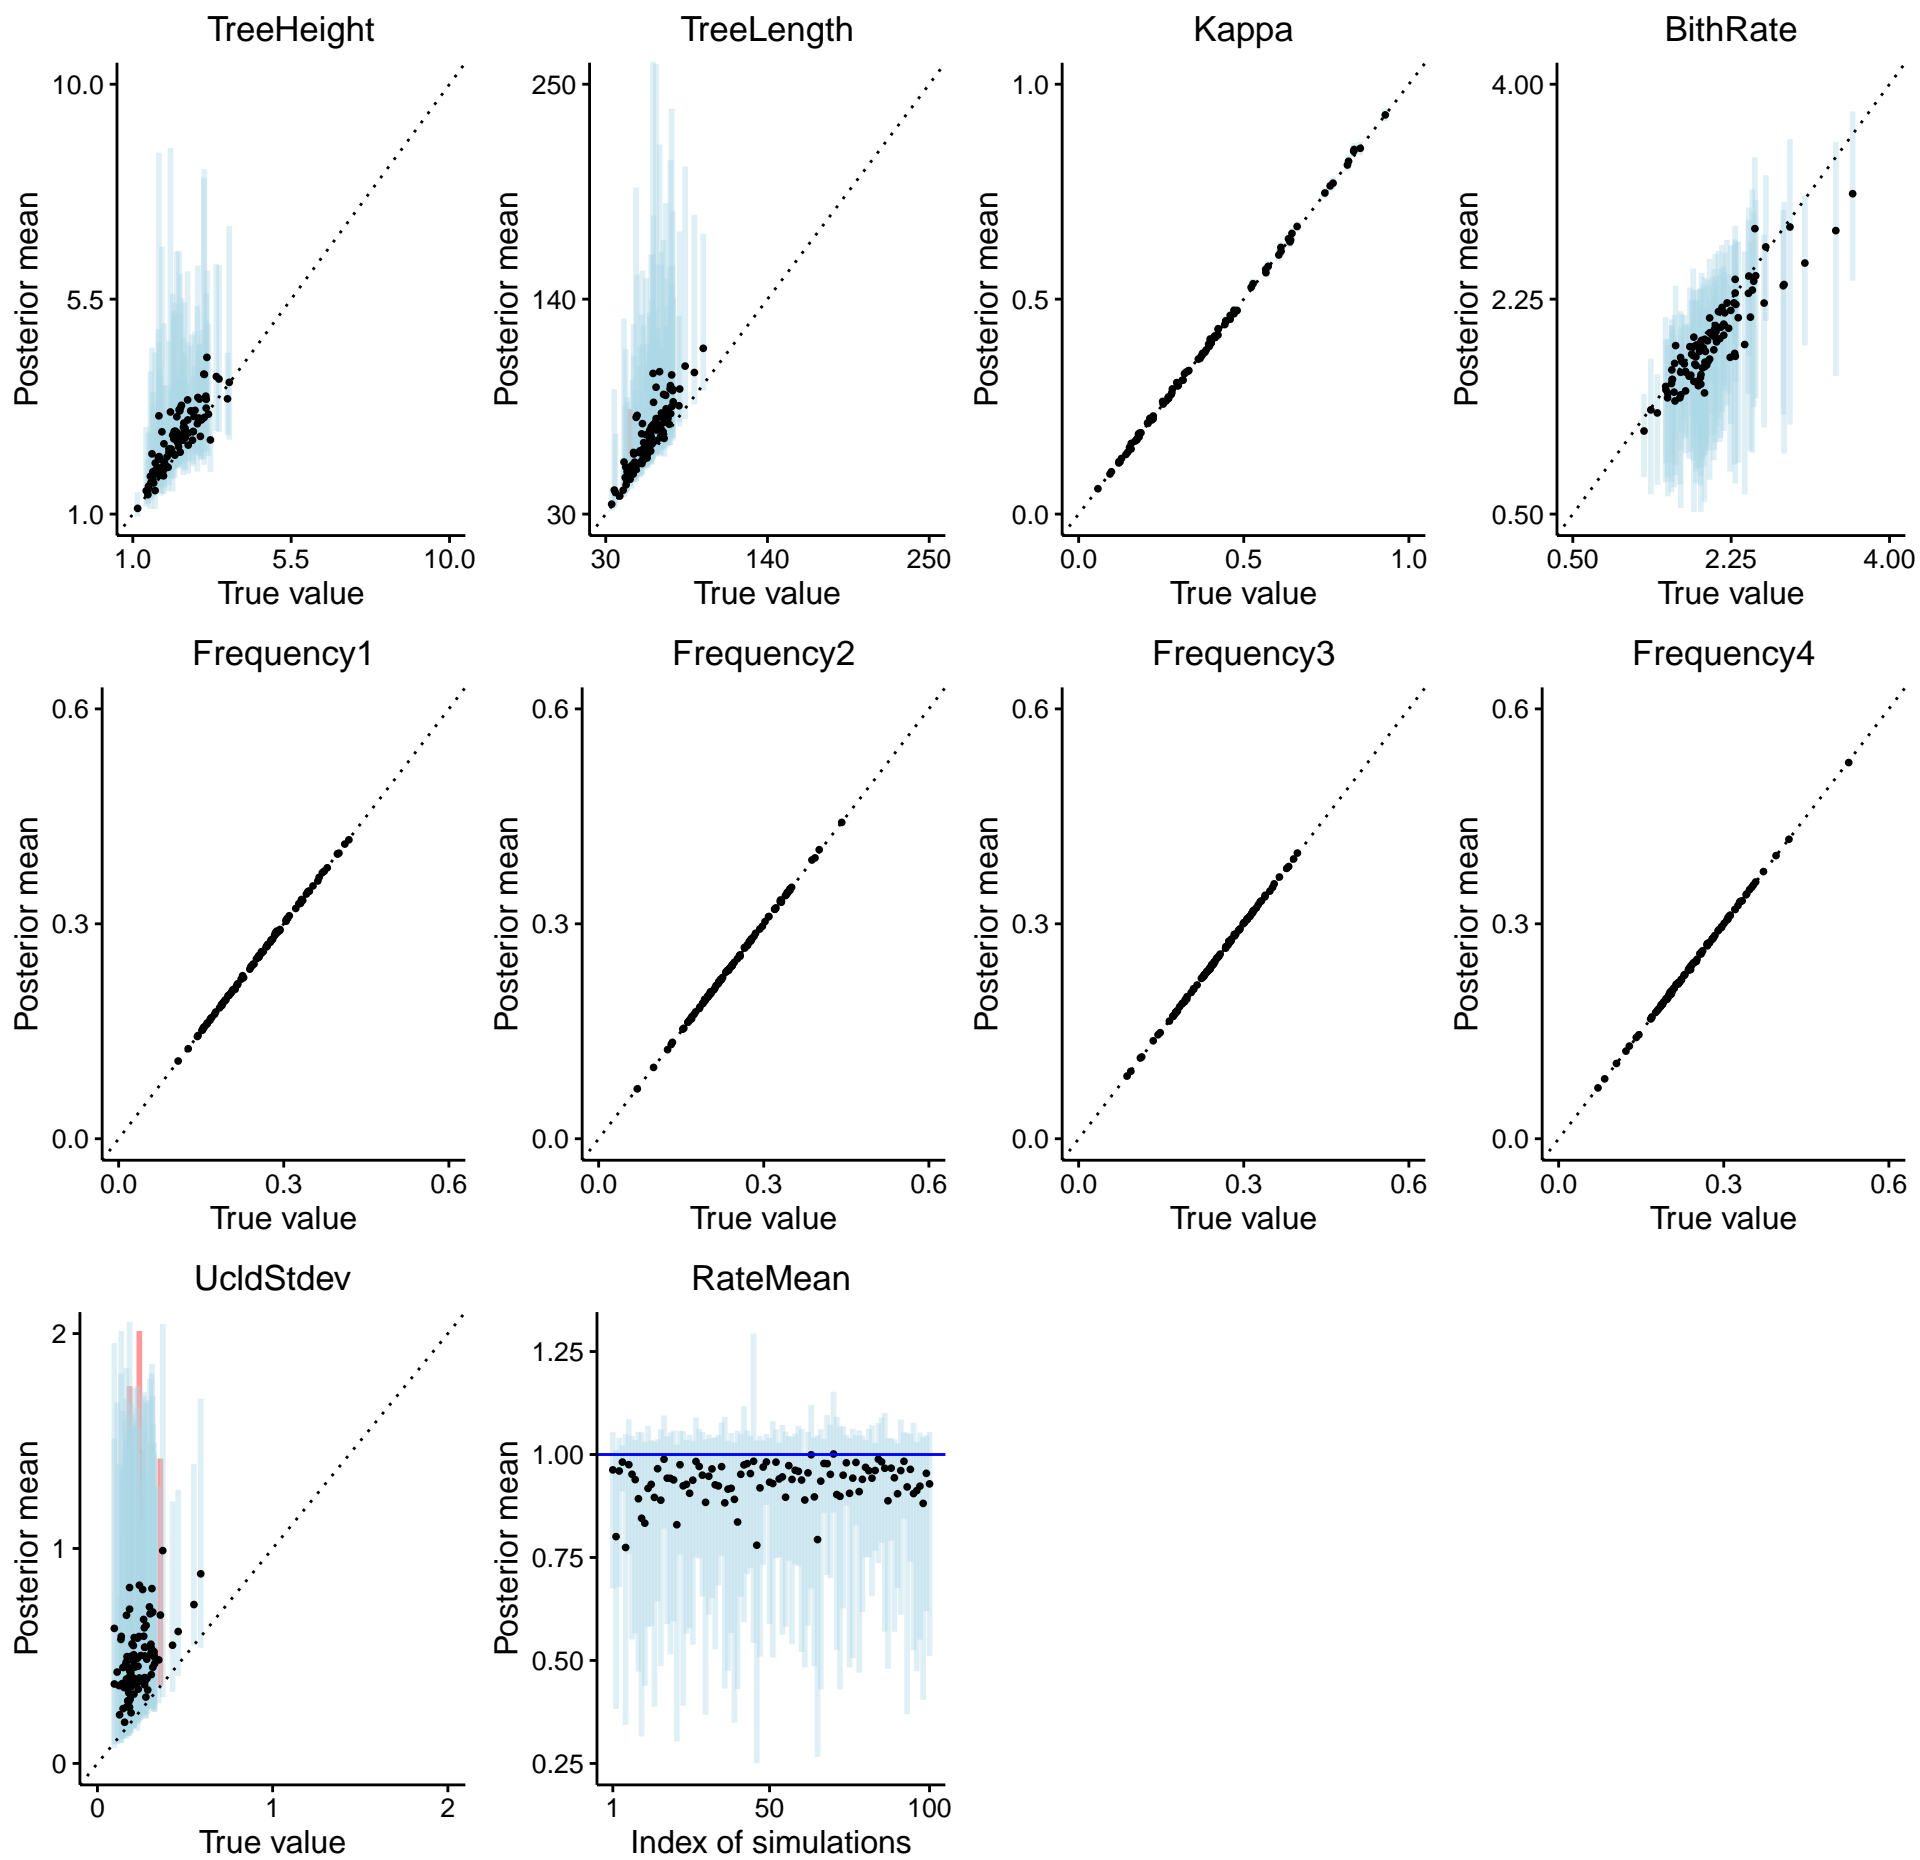 TreeHeight
TreeLength
Kappa
BithRate
10.0
5.5
1.0
Posterior mean
1.0 5.5 10.0
True value
250
140
30
Posterior mean
30 140 250
True value
1.0
0.5
0.0
Posterior mean
0.0 0.5 1.0
True value
4.00
2.25
0.50
Posterior mean
0.50 2.25 4.00
True value
Frequency1
Frequency2
Frequency3
Frequency4
0.6
0.3
0.0
Posterior mean
0.0 0.3 0.6
True value
0.6
0.3
0.0
Posterior mean
0.0 0.3 0.6
True value
0.6
0.3
0.0
Posterior mean
0.0 0.3 0.6
True value
0.6
0.3
0.0
Posterior mean
0.0 0.3 0.6
True value
UcldStdev
RateMean
2
1
0
Posterior mean
0 1 2
True value
1.25
1.00
0.75
0.50
0.25
Posterior mean
1 50 100
Index of simulations